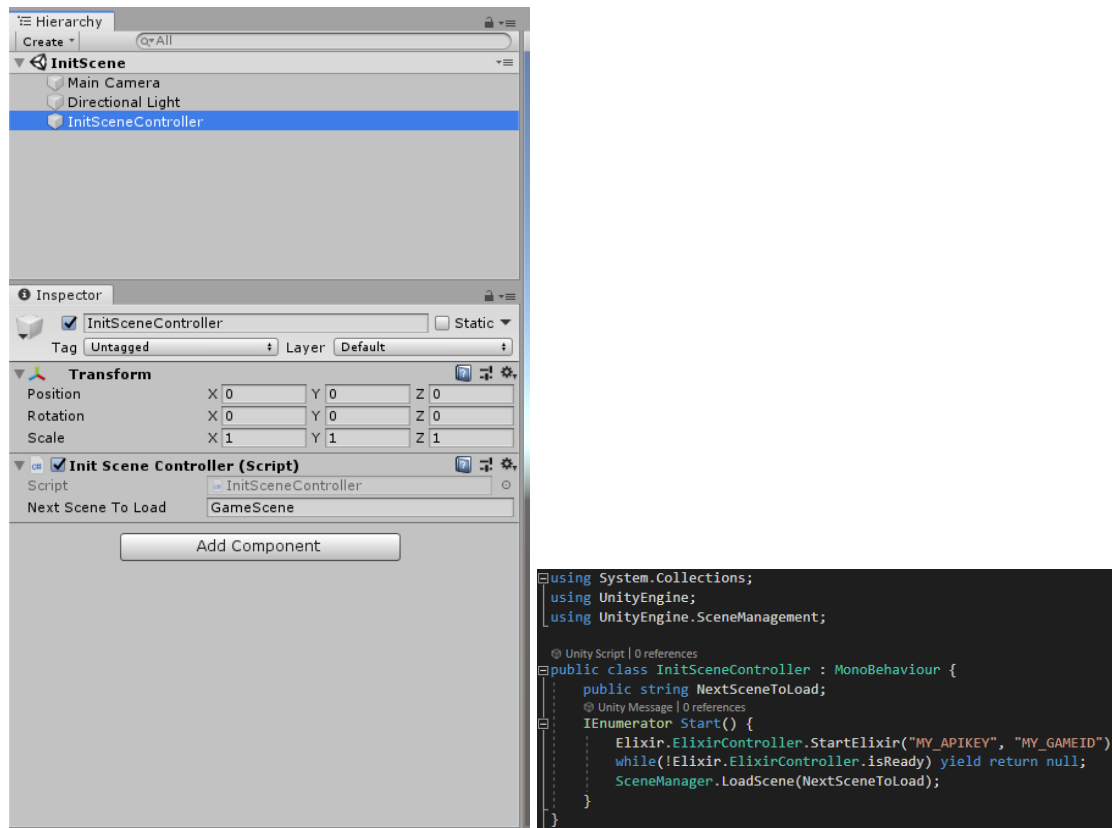 Hierarchy
Create All
InitScene
Main Camera
Directional Light
InitSceneController
Inspector
InitSceneController Static
Tag Untagged Layer Default
Transform
Position X 0 Y 0 Z 0
Rotation X 0 Y 0 Z 0
Scale X 1 Y 1 Z 1
Init Scene Controller (Script)
Script InitSceneController
Next Scene To Load GameScene
Add Component
using System.Collections;
using UnityEngine;
using UnityEngine.SceneManagement;
Unity Script | 0 references
public class InitSceneController : MonoBehaviour {
public string NextSceneToLoad;
Unity Message | 0 references
IEnumerator Start() {
Elixir.ElixirController.StartElixir("MY_APIKEY", "MY_GAMEID")
while(!Elixir.ElixirController.isReady) yield return null;
SceneManager.LoadScene(NextSceneToLoad);
}
}